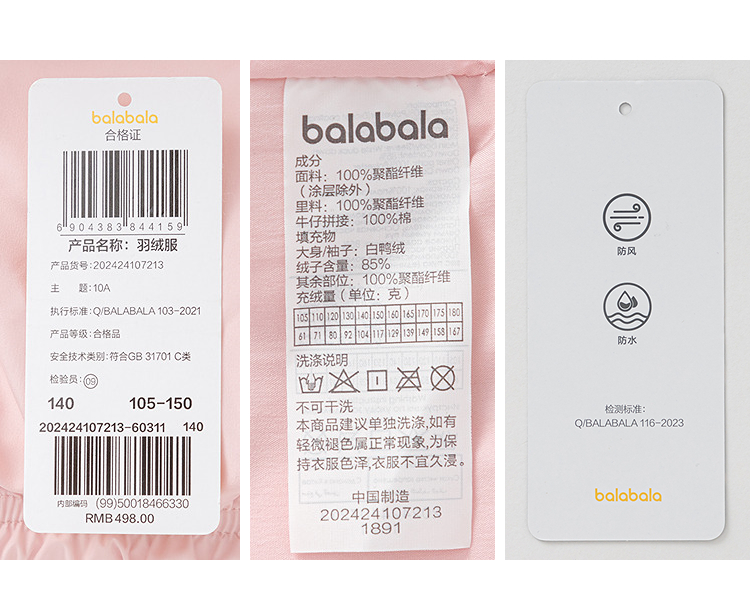 balabala
合格证
6 904383 844159
产品名称：羽绒服
产品货号：202424107213
主　　题：10A
执行标准：Q/BALABALA 103-2021
产品等级：合格品
安全技术类别：符合GB 31701 C类
检验员：09
140 105-150
202424107213-60311 140
内部编码 (99)50018466330
RMB 498.00
balabala
成分
面料：100%聚酯纤维
（涂层除外）
里料：100%聚酯纤维
牛仔拼接：100%棉
填充物
大身/袖子：白鸭绒
绒子含量：85%
其余部位：100%聚酯纤维
充绒量（单位：克）
105 110 120 130 140 150 160 165 170 175 180
61 71 80 92 104 117 129 139 149 158 167
洗涤说明
不可干洗
本商品建议单独洗涤,如有
轻微褪色属正常现象,为保
持衣服色泽,衣服不宜久浸。
中国制造
202424107213
1891
防风
防水
检测标准：
Q/BALABALA 116-2023
balabala